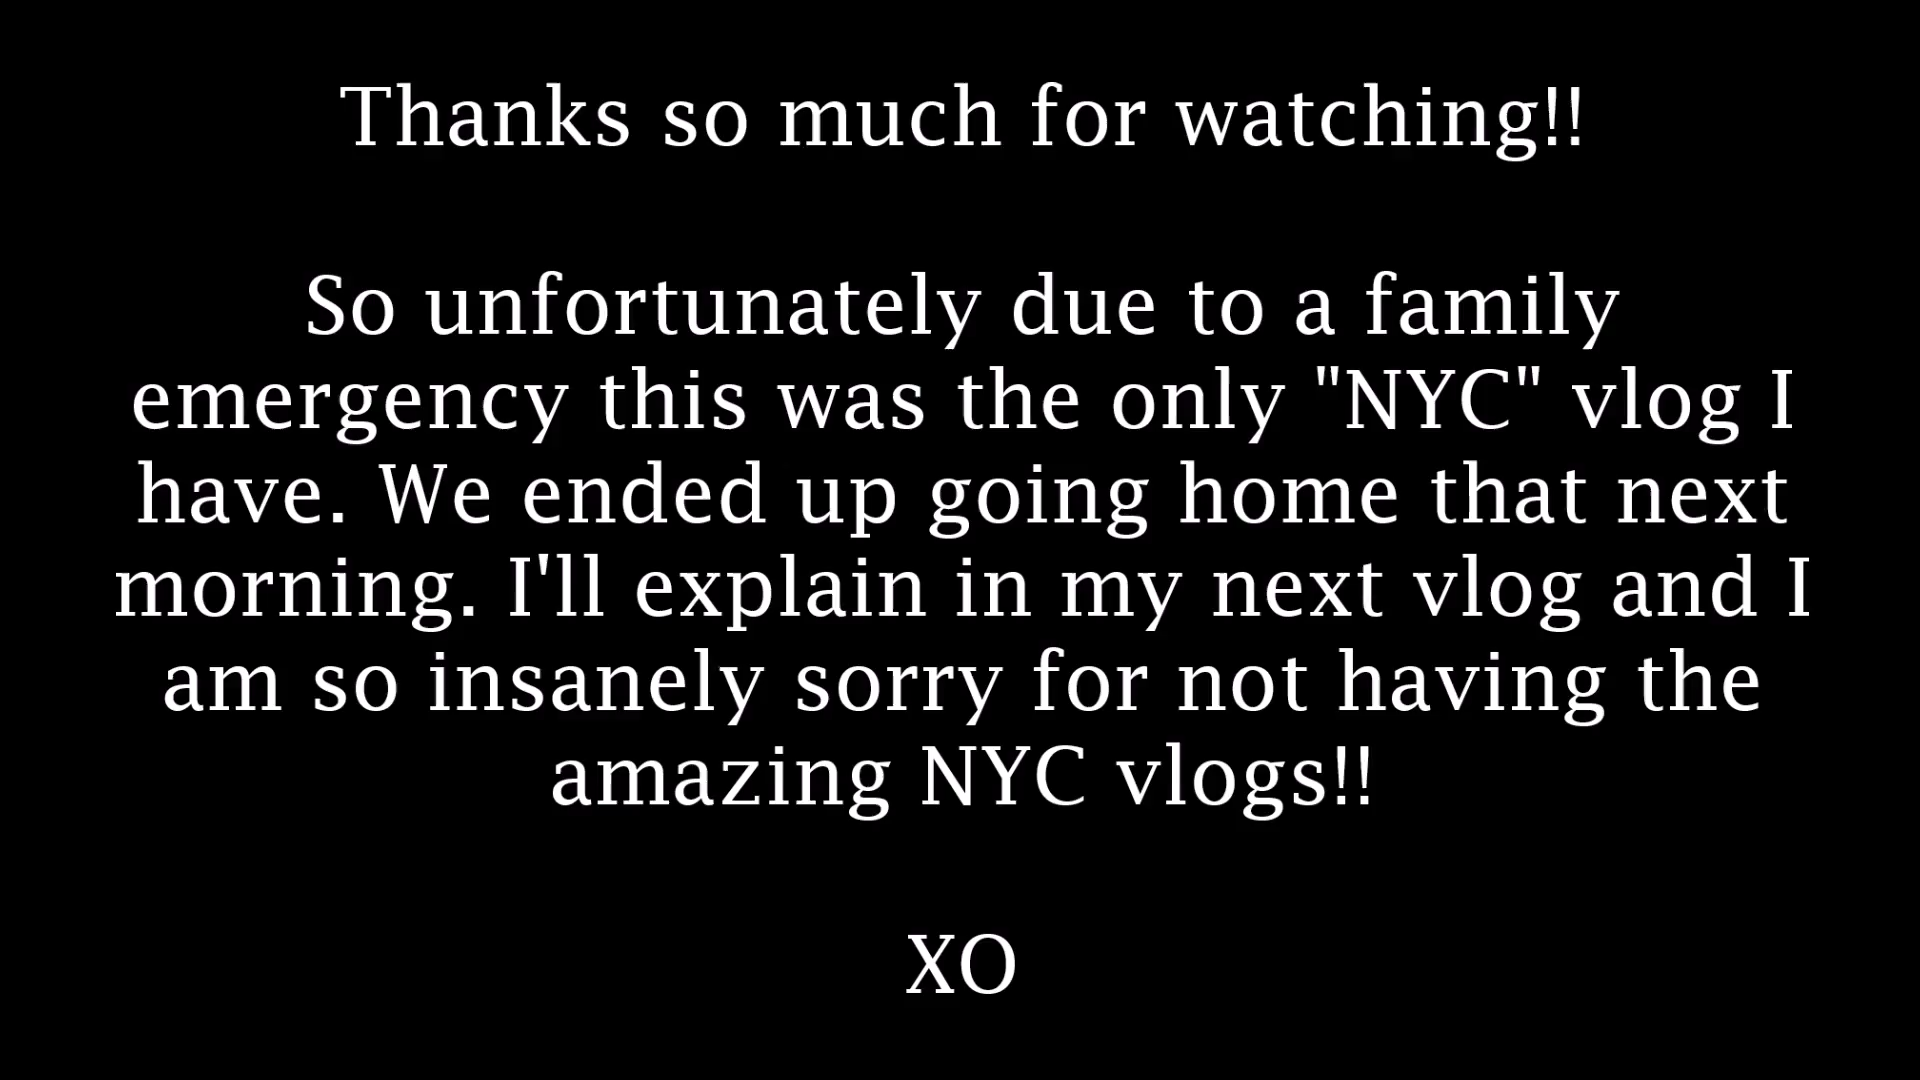 Thanks so much for watching!!
So unfortunately due to a family
emergency this was the only "NYC" vlog I
have. We ended up going home that next
morning. I'll explain in my next vlog and I
am so insanely sorry for not having the
amazing NYC vlogs!!
XO